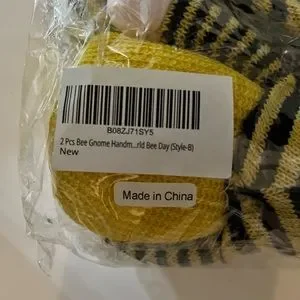 B08ZJ71SY5
2 Pcs Bee Gnome Handm...rld Bee Day (Style-B)
New
Made in China